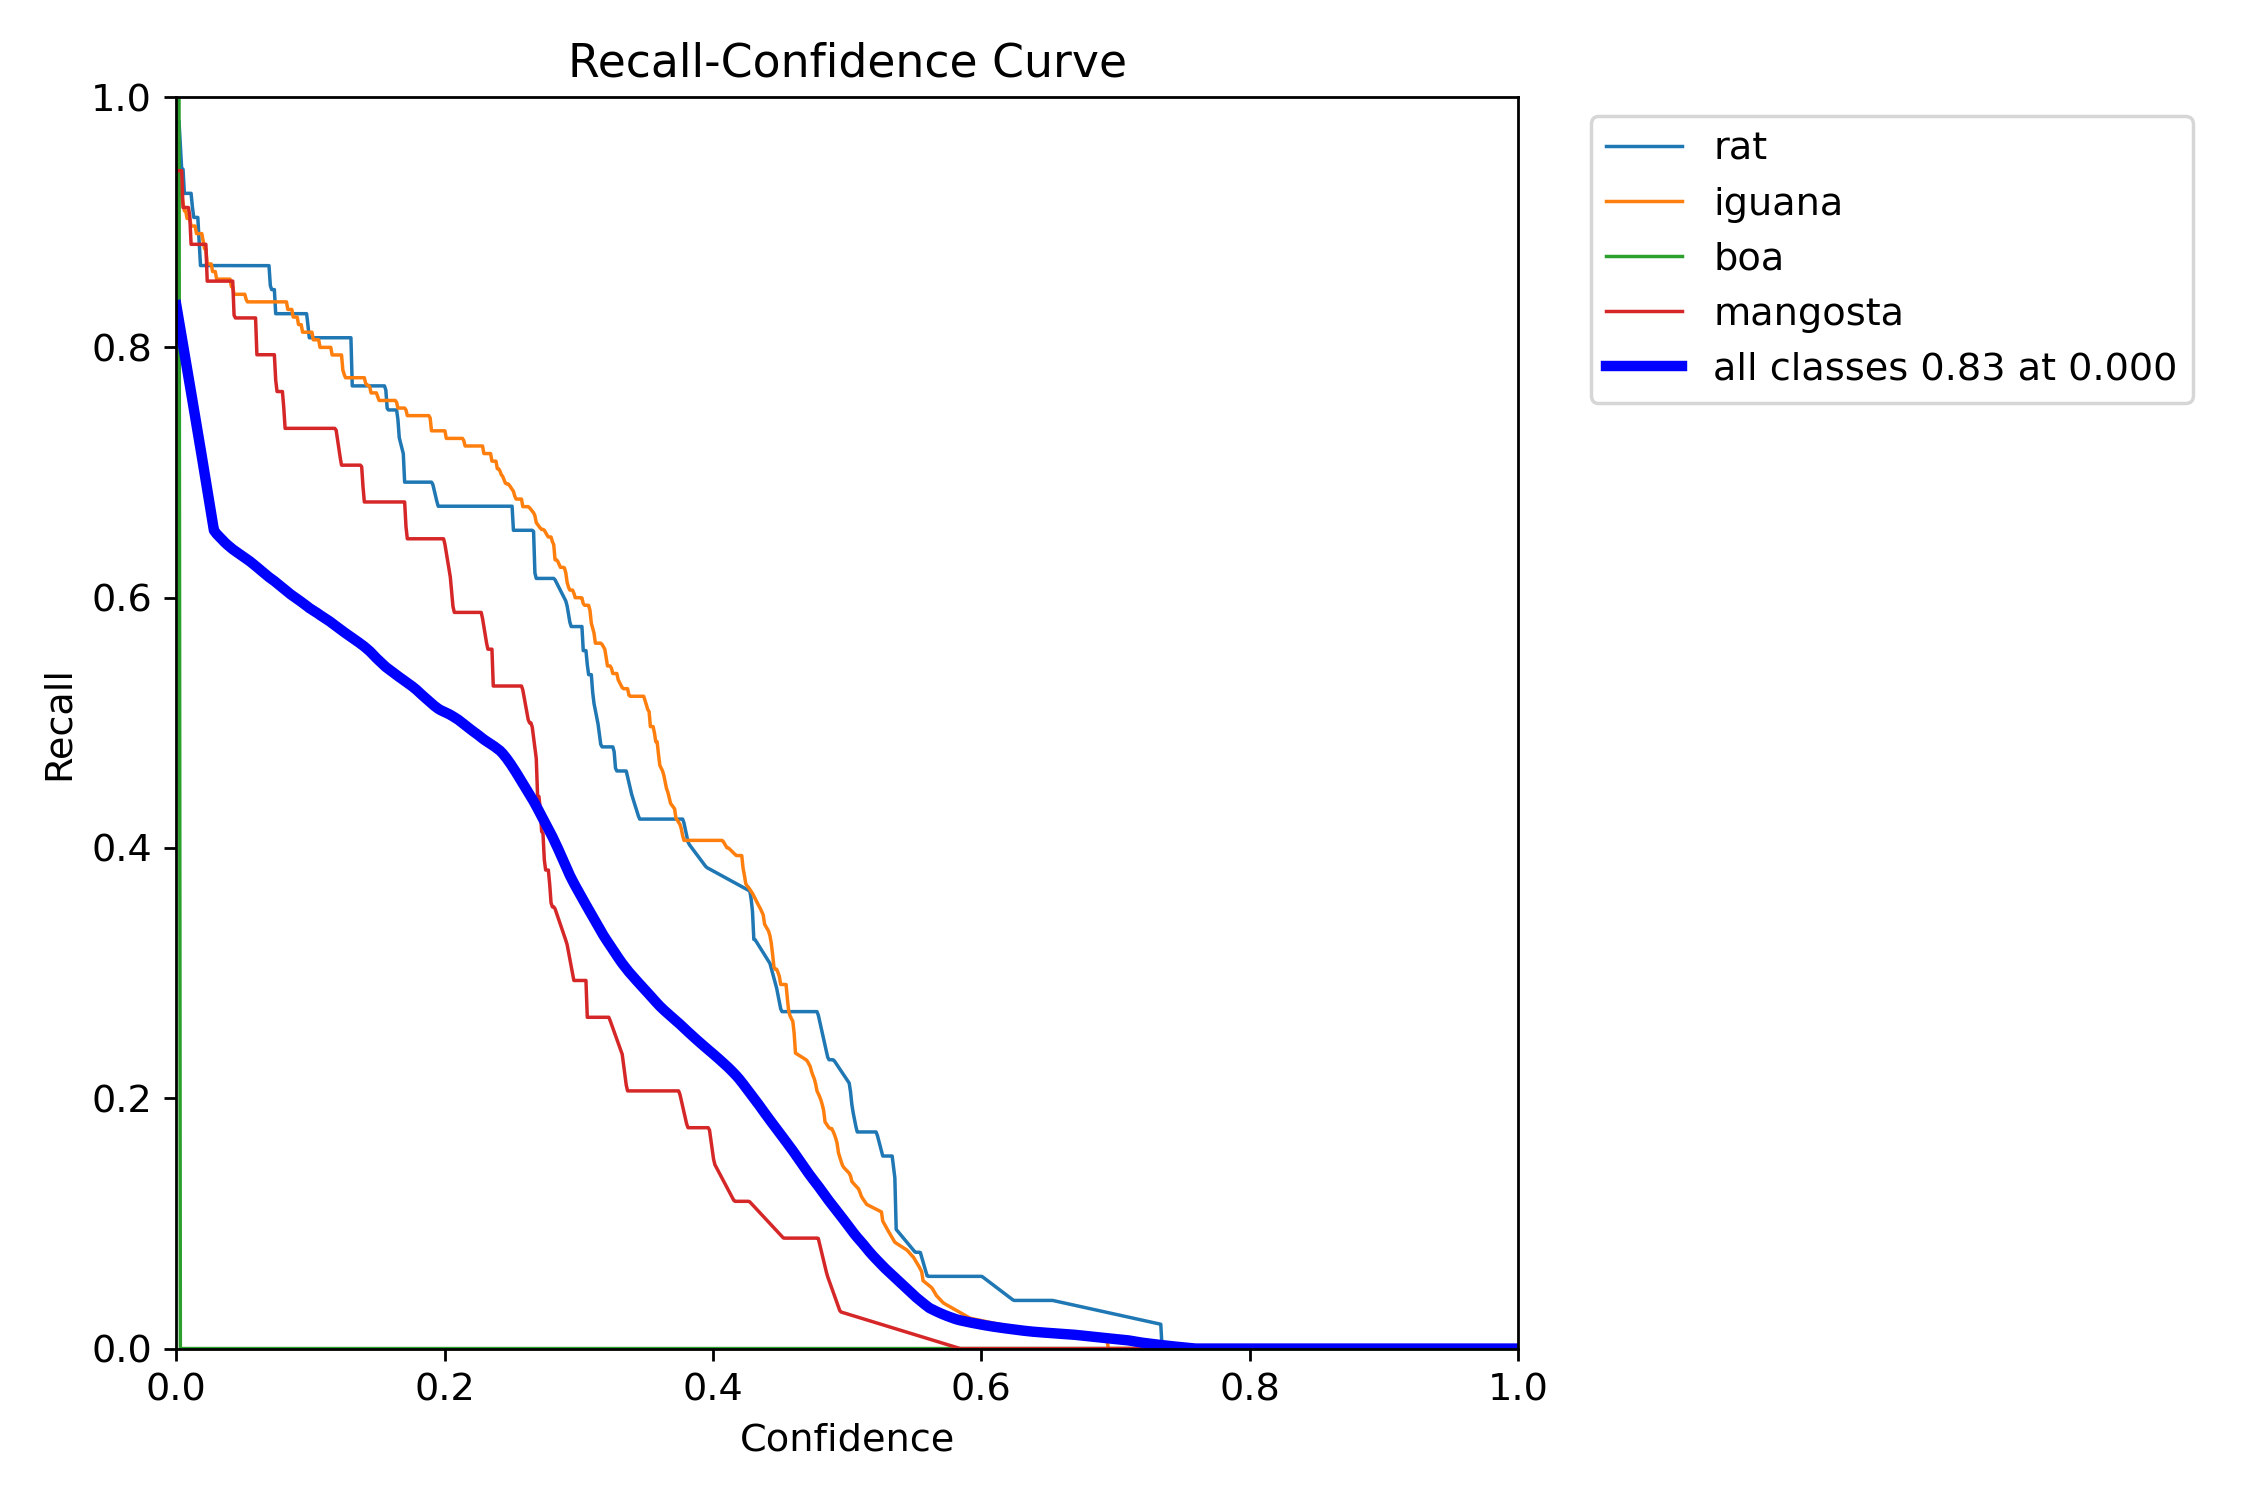 Recall-Confidence Curve
1.0
0.8
0.6
0.4
0.2
0.0
Recall
0.0 0.2 0.4 0.6 0.8 1.0
Confidence
rat
iguana
boa
mangosta
all classes 0.83 at 0.000